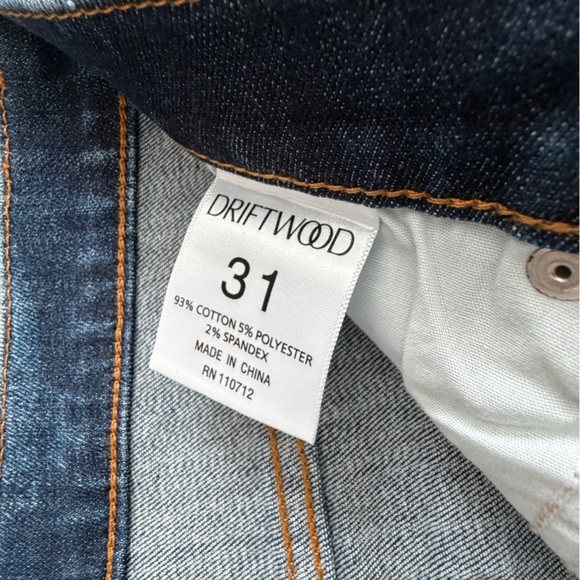 DRIFTWOOD
31
93% COTTON 5% POLYESTER
2% SPANDEX
MADE IN CHINA
RN 110712